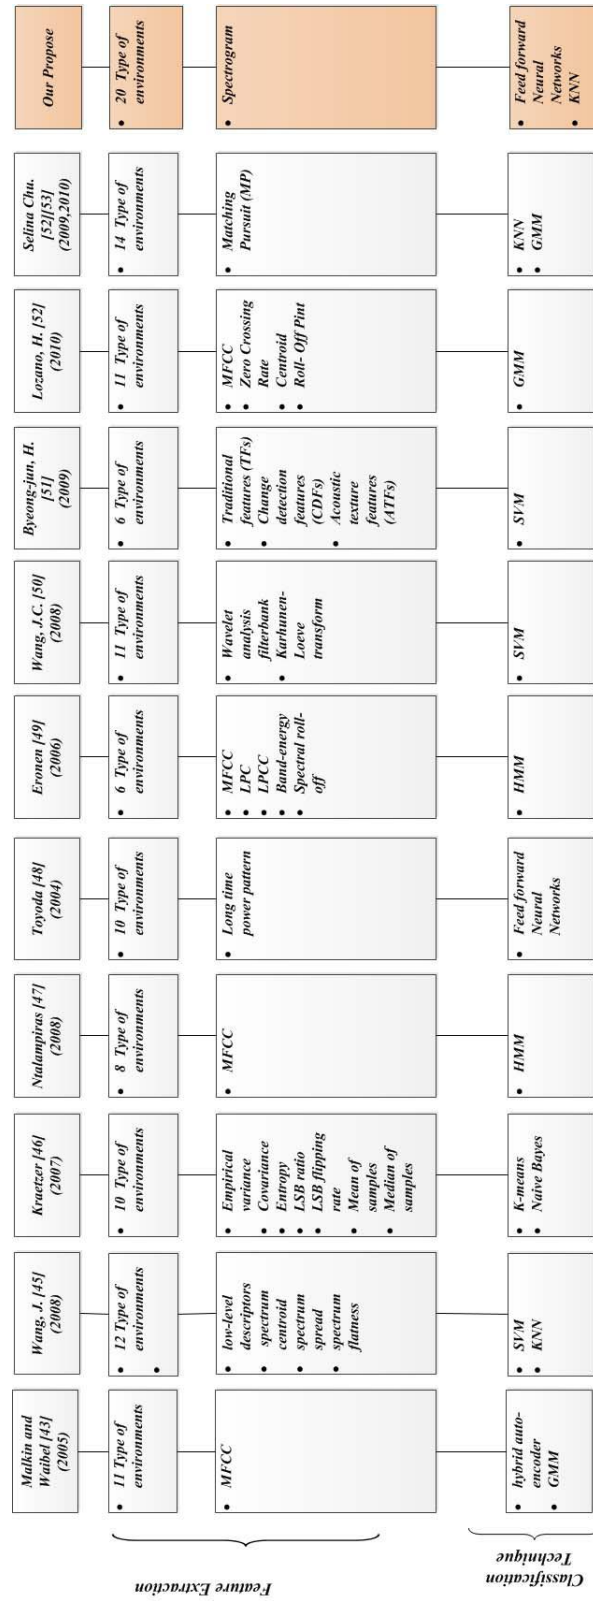 Malkin and
Waibel [43]
(2005)
Wang, J. [45]
(2008)
Kraetzer [46]
(2007)
Ntalampiras [47]
(2008)
Toyoda [48]
(2004)
Eronen [49]
(2006)
Wang, J.C. [50]
(2008)
Byeong-jun, H.
[51]
(2009)
Lozano, H. [52]
(2010)
Selina Chu.
[52][53]
(2009,2010)
Our Propose
Feature Extraction
• 11 Type of
environments
• 12 Type of
environments
•
• 10 Type of
environments
• 8 Type of
environments
• 10 Type of
environments
• 6 Type of
environments
• 11 Type of
environments
• 6 Type of
environments
• 11 Type of
environments
• 14 Type of
environments
• 20 Type of
environments
• MFCC
• low-level
descriptors
• spectrum
centroid
• spectrum
spread
• spectrum
flatness
• Empirical
variance
• Covariance
• Entropy
• LSB ratio
• LSB flipping
rate
• Mean of
samples
• Median of
samples
• MFCC
• Long time
power pattern
• MFCC
• LPC
• LPCC
• Band-energy
• Spectral roll-
off
• Wavelet
analysis
filterbank
• Karhunen-
Loeve
transform
• Traditional
features (TFs)
• Change
detection
features
(CDFs)
• Acoustic
texture
features
(ATFs)
• MFCC
• Zero Crossing
Rate
• Centroid
• Roll- Off Pint
• Matching
Pursuit (MP)
• Spectrogram
Classification
Technique
• hybrid auto-
encoder
• GMM
• SVM
• KNN
• K-means
• Naive Bayes
• HMM
• Feed forward
Neural
Networks
• HMM
• SVM
• SVM
• GMM
• KNN
• GMM
• Feed forward
Neural
Networks
• KNN